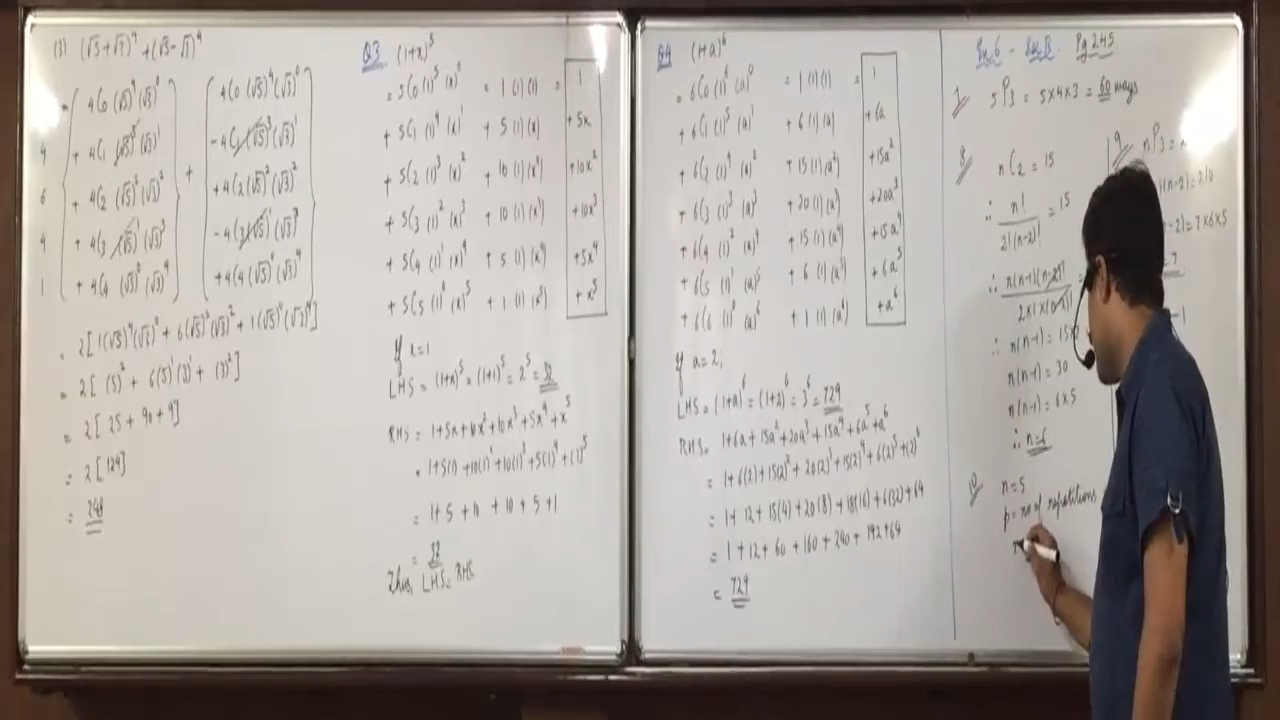 (3) (√5+√3)⁴ + (√5-√3)⁴
= 4C0 (√5)⁴(√3)⁰ 4C0 (√5)⁴(√3)⁰
4 + 4C1 (√5)³(√3)¹ - 4C1 (√5)³(√3)¹
6 + 4C2 (√5)²(√3)² + +4C2 (√5)²(√3)²
4 + 4C3 (√5)¹(√3)³ - 4C3 (√5)¹(√3)³
1 + 4C4 (√5)⁰(√3)⁴ +4C4 (√5)⁰(√3)⁴
= 2[1(√5)⁴(√3)⁰ + 6(√5)²(√3)² + 1(√5)⁰(√3)⁴]
= 2[(5)² + 6(5)¹(3)¹ + (3)²]
= 2[25 + 90 + 9]
= 2[124]
= 248
Q3 (1+x)⁵
= 5C0 (1)⁵ (x)⁰ = 1 (1) (1) = 1
+ 5C1 (1)⁴ (x)¹ + 5 (1) (x) +5x
+ 5C2 (1)³ (x)² + 10 (1) (x²) +10x²
+ 5C3 (1)² (x)³ + 10 (1) (x³) +10x³
+ 5C4 (1)¹ (x)⁴ + 5 (1) (x⁴) +5x⁴
+ 5C5 (1)⁰ (x)⁵ + 1 (1) (x⁵) + x⁵
If x=1
LHS = (1+x)⁵ = (1+1)⁵ = 2⁵ = 32
RHS = 1+5x+10x²+10x³+5x⁴+x⁵
= 1+5(1)+10(1)²+10(1)³+5(1)⁴+(1)⁵
= 1+5+10+10+5+1
= 32
Thus, LHS = RHS
Q4 (1+a)⁶
= 6C0 (1)⁶ (a)⁰ = 1 (1) (1) = 1
+ 6C1 (1)⁵ (a)¹ + 6 (1) (a) +6a
+ 6C2 (1)⁴ (a)² + 15 (1) (a²) +15a²
+ 6C3 (1)³ (a)³ + 20 (1) (a³) +20a³
+ 6C4 (1)² (a)⁴ + 15 (1) (a⁴) +15a⁴
+ 6C5 (1)¹ (a)⁵ + 6 (1) (a⁵) + 6a⁵
+ 6C6 (1)⁰ (a)⁶ + 1 (1) (a⁶) + a⁶
If a=2,
LHS = (1+a)⁶ = (1+2)⁶ = 3⁶ = 729
RHS = 1+6a+15a²+20a³+15a⁴+6a⁵+a⁶
= 1+6(2)+15(2)²+20(2)³+15(2)⁴+6(2)⁵+(2)⁶
= 1+12+15(4)+20(8)+15(16)+6(32)+64
= 1+12+60+160+240+192+64
= 729
Ex.6 - Sec B Pg 245
7 5P3 = 5×4×3 = 60 ways
8 nC2 = 15
∴ n!/2!(n-2)! = 15
∴ n(n-1)(n-2)!/2×1×(n-2)! =
∴ n(n-1) = 15×2
n(n-1) = 30
n(n-1) = 6×5
∴ n=6
9 nP3 =
(n-2) = 210
= 7×6×5
10 n=5
p= no of repetitions